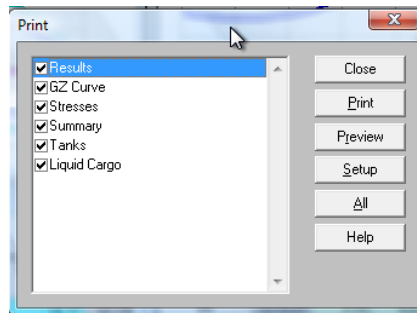 Print
Results
GZ Curve
Stresses
Summary
Tanks
Liquid Cargo
Close
Print
Preview
Setup
All
Help